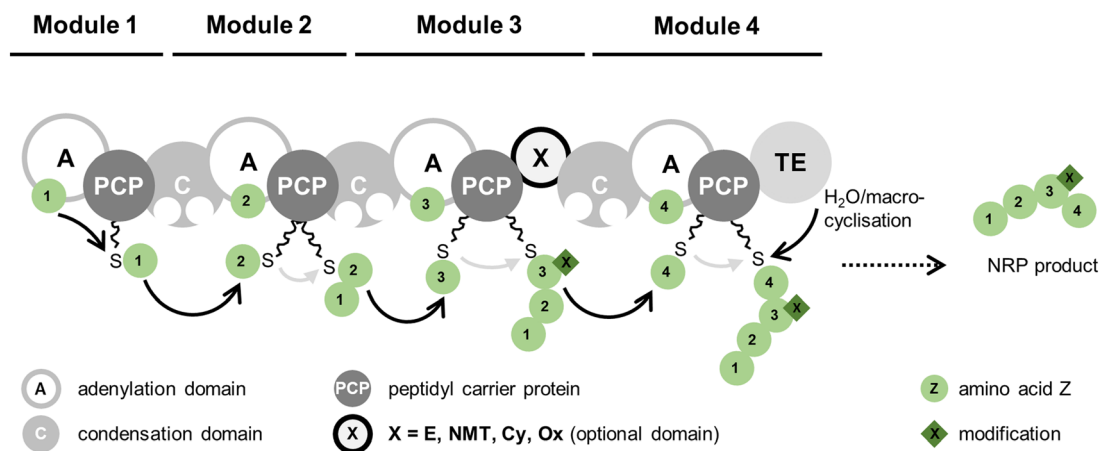 Module 1 Module 2 Module 3 Module 4
A PCP C A PCP C A PCP X C A PCP TE
1 2 3 4
H₂O/macro-
cyclisation
S 1 2 S S 2 1 S 3 S 3 X 2 1 S 4 S 4 3 X 2 1
1 2 3 X 4
NRP product
A adenylation domain PCP peptidyl carrier protein Z amino acid Z
C condensation domain X X = E, NMT, Cy, Ox (optional domain) X modification